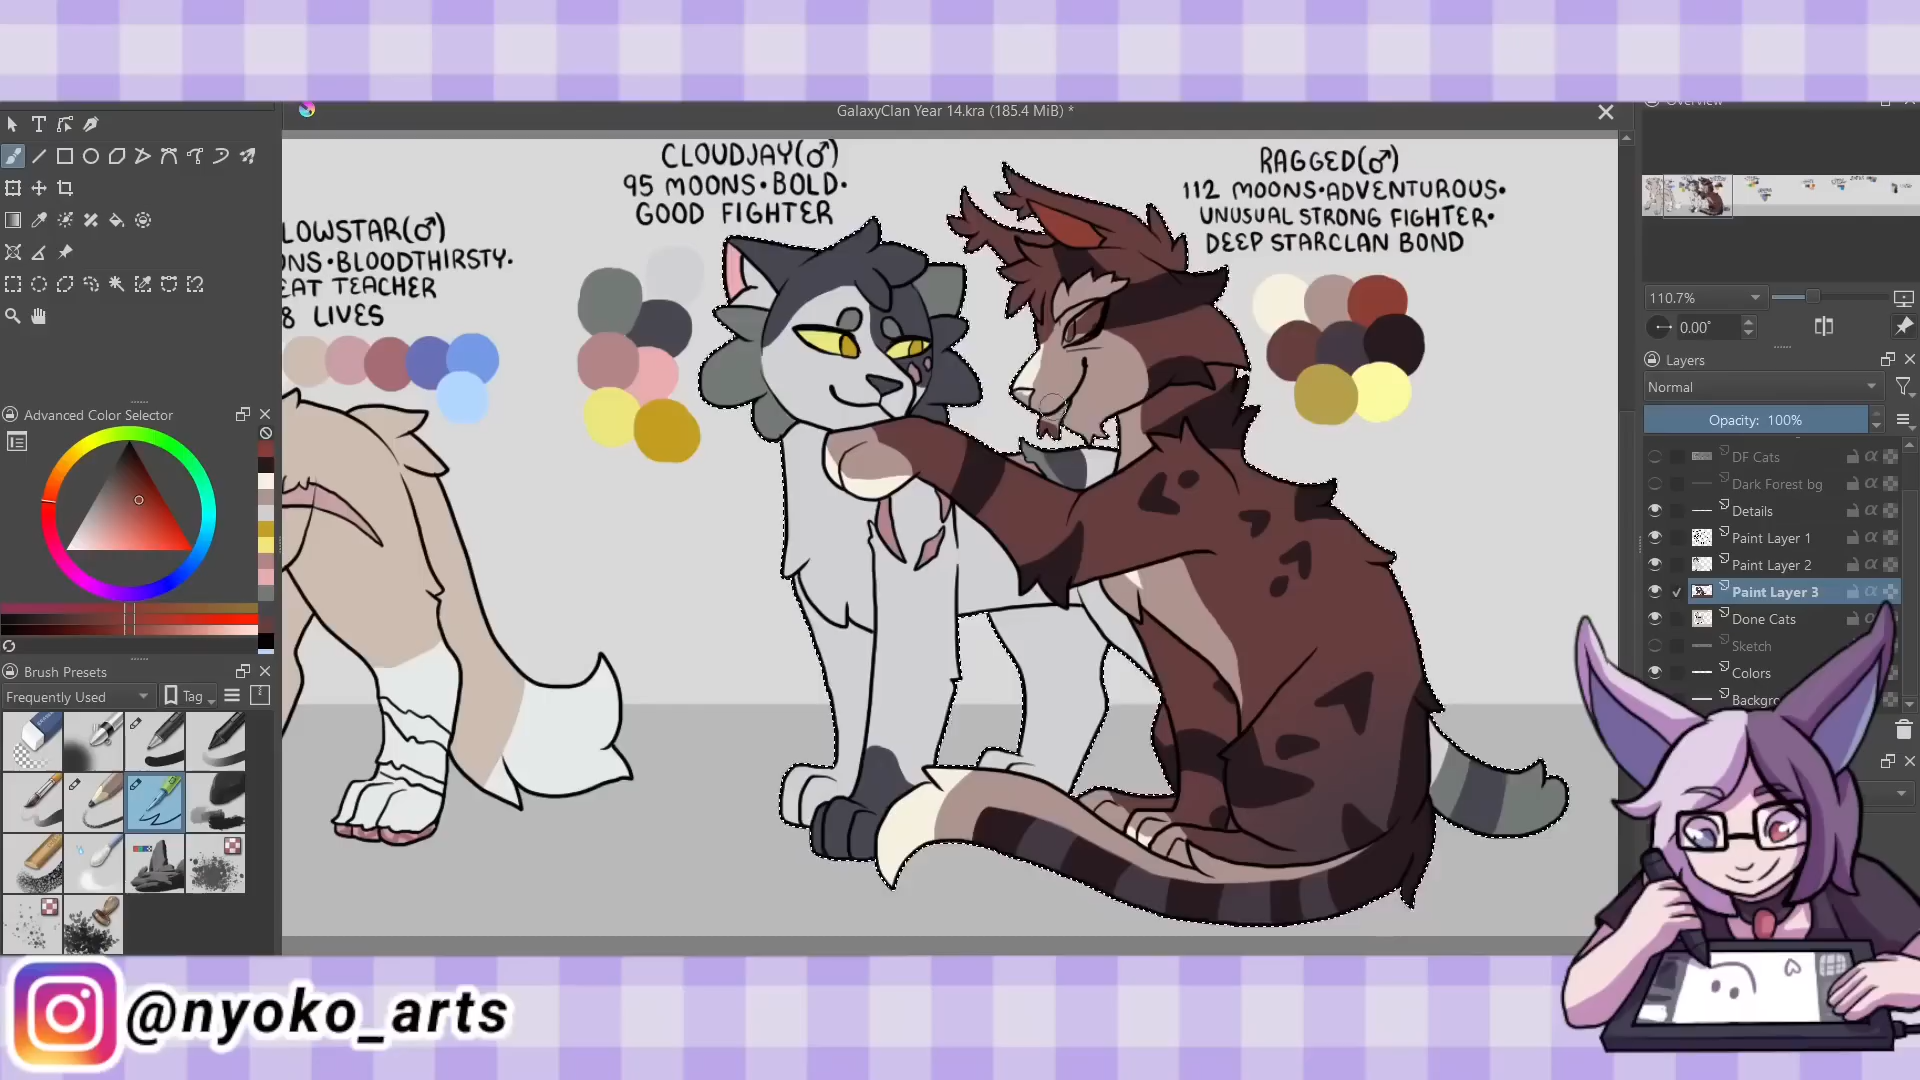 GalaxyClan Year 14.kra (185.4 MiB) *
Overview
LOWSTAR(♂)
ONS•BLOODTHIRSTY•
EAT TEACHER
8 LIVES
CLOUDJAY(♂)
95 MOONS•BOLD•
GOOD FIGHTER
RAGGED(♂)
112 MOONS•ADVENTUROUS•
UNUSUAL STRONG FIGHTER•
DEEP STARCLAN BOND
Advanced Color Selector
Brush Presets
Frequently Used
Tag
110.7%
0.00°
Layers
Normal
Opacity: 100%
DF Cats
Dark Forest bg
Details
Paint Layer 1
Paint Layer 2
Paint Layer 3
Done Cats
Sketch
Colors
Backgro
@nyoko_arts